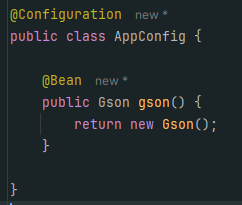 @Configuration new *
public class AppConfig {
@Bean new *
public Gson gson() {
return new Gson();
}
}